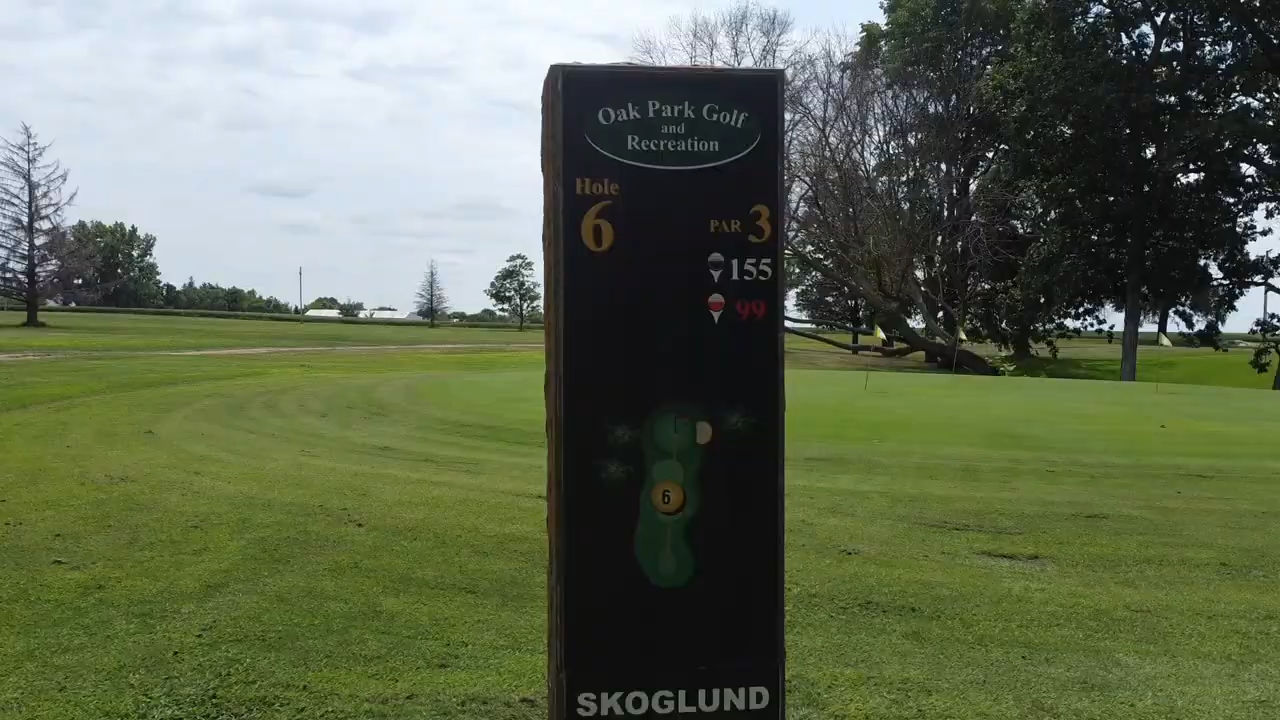 Oak Park Golf
and
Recreation
Hole
6
PAR 3
155
99
6
SKOGLUND